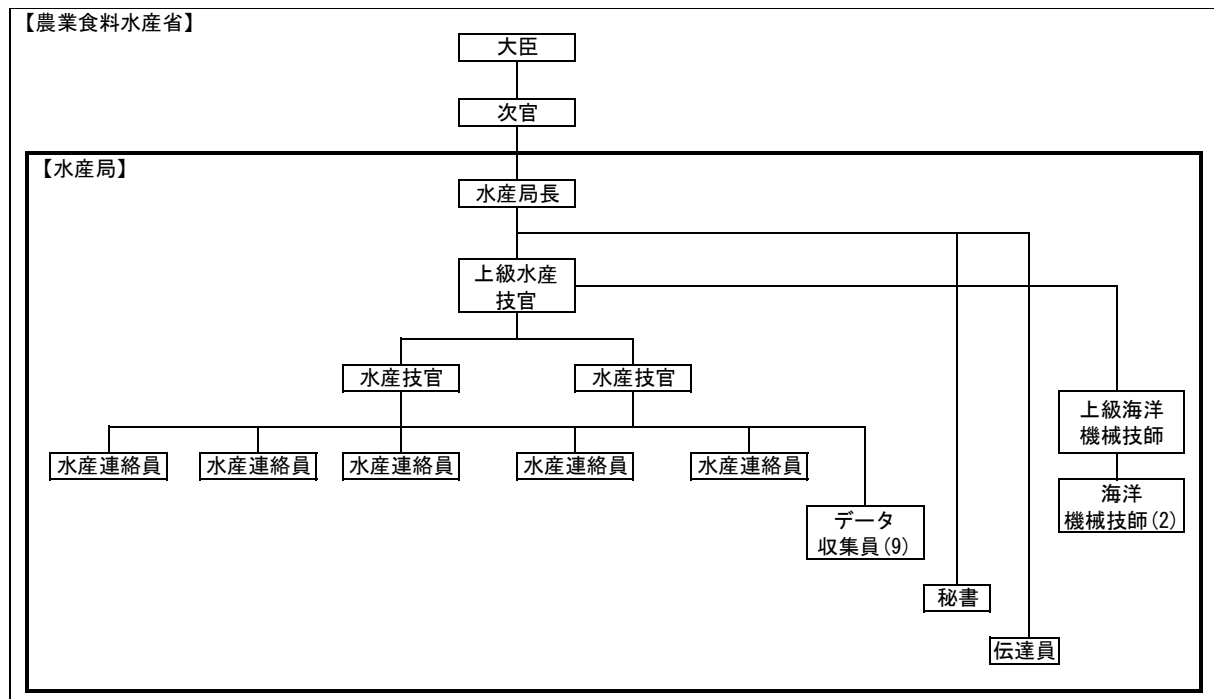 【農業食料水産省】
大臣
次官
【水産局】
水産局長
上級水産
技官
水産技官
水産技官
上級海洋
機械技師
水産連絡員
水産連絡員
水産連絡員
水産連絡員
水産連絡員
海洋
機械技師(2)
データ
収集員(9)
秘書
伝達員